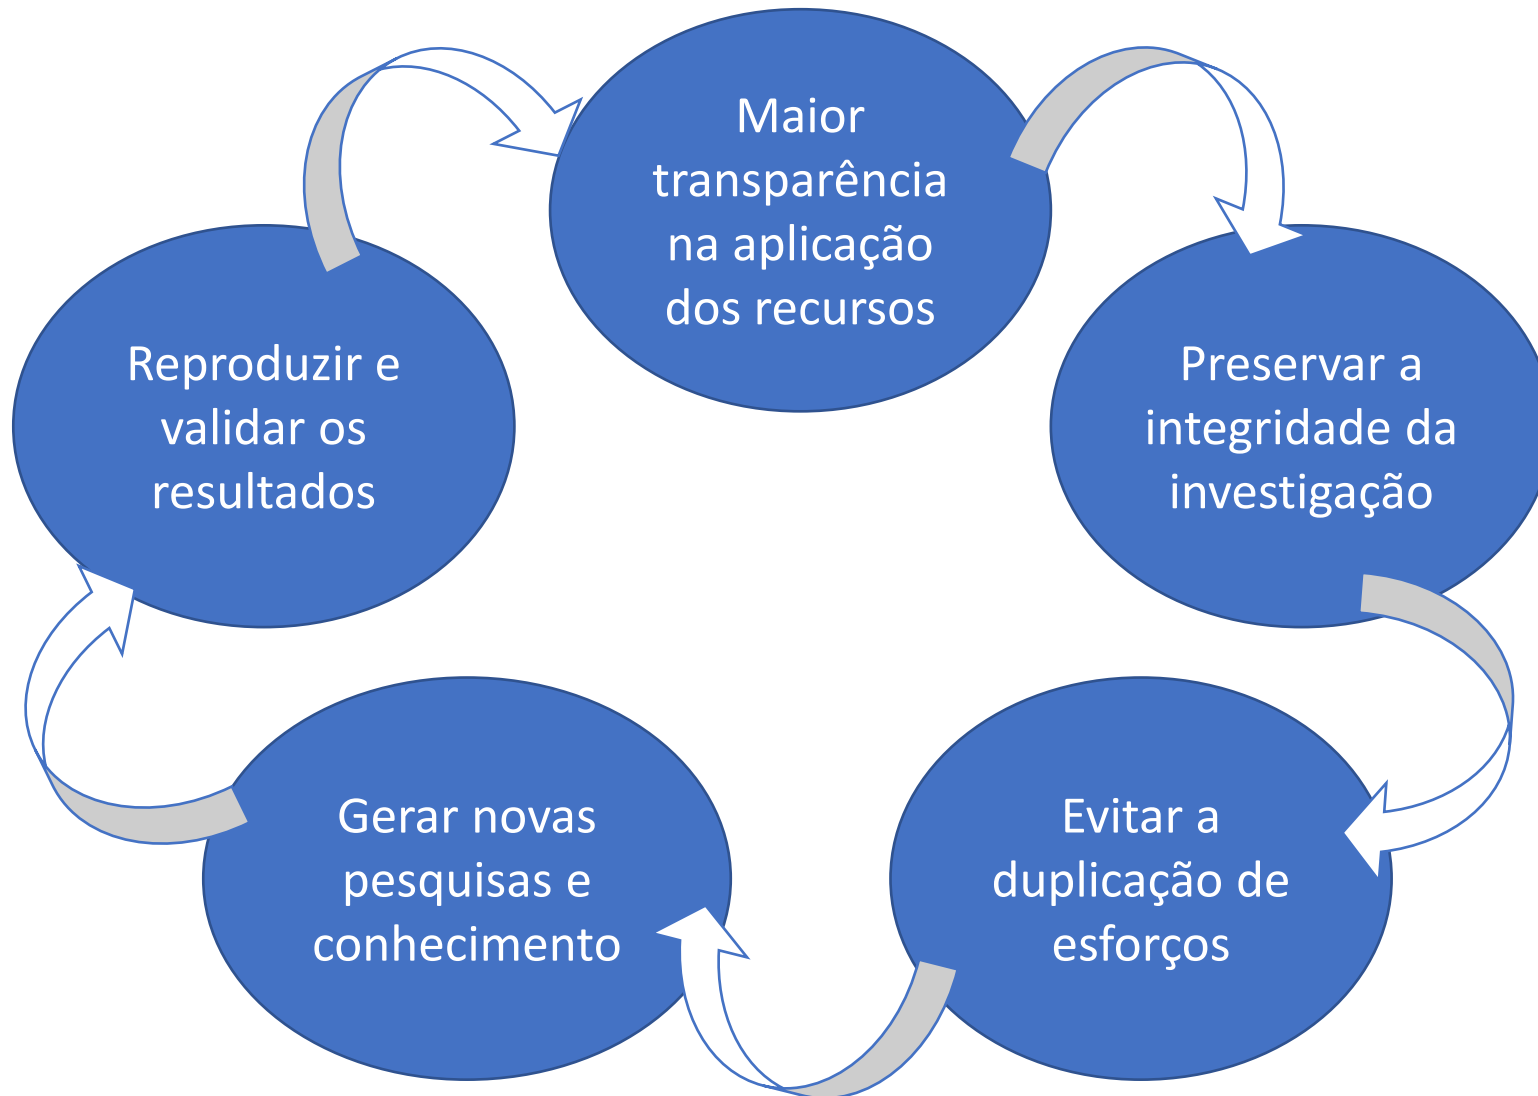 Maior
transparência
na aplicação
dos recursos
Preservar a
integridade da
investigação
Evitar a
duplicação de
esforços
Gerar novas
pesquisas e
conhecimento
Reproduzir e
validar os
resultados